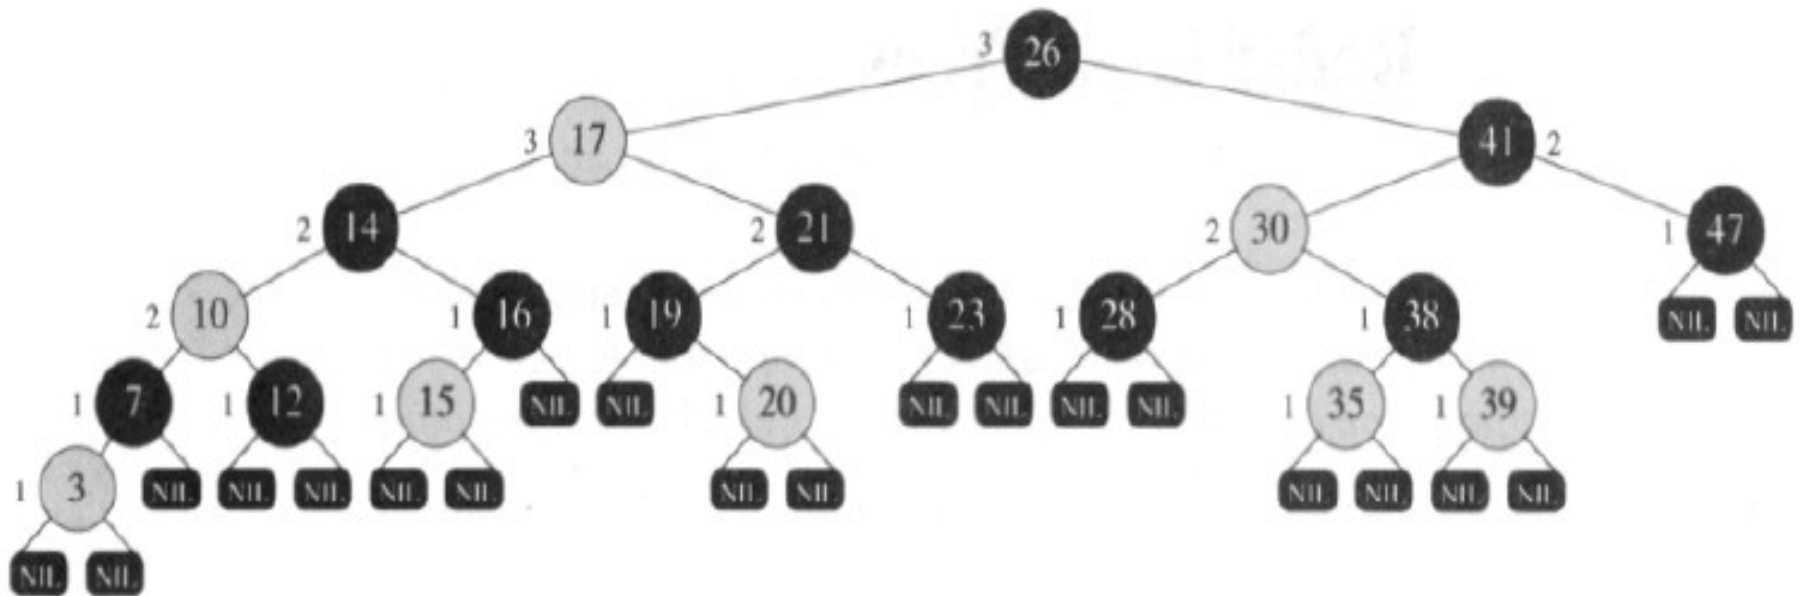 3 26
3 17 41 2
2 14 2 21 2 30 1 47
2 10 1 16 1 19 1 23 1 28 1 38 NIL NIL
1 7 1 12 1 15 NIL NIL 1 20 NIL NIL NIL NIL 1 35 1 39
1 3 NIL NIL NIL NIL NIL NIL NIL NIL NIL NIL NIL
NIL NIL